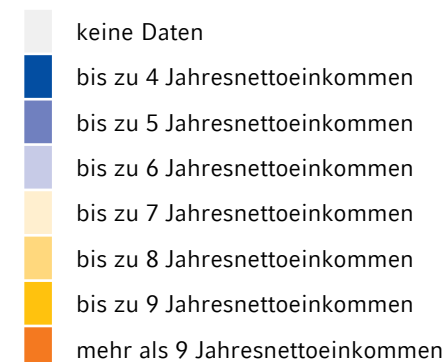 keine Daten
bis zu 4 Jahresnettoeinkommen
bis zu 5 Jahresnettoeinkommen
bis zu 6 Jahresnettoeinkommen
bis zu 7 Jahresnettoeinkommen
bis zu 8 Jahresnettoeinkommen
bis zu 9 Jahresnettoeinkommen
mehr als 9 Jahresnettoeinkommen